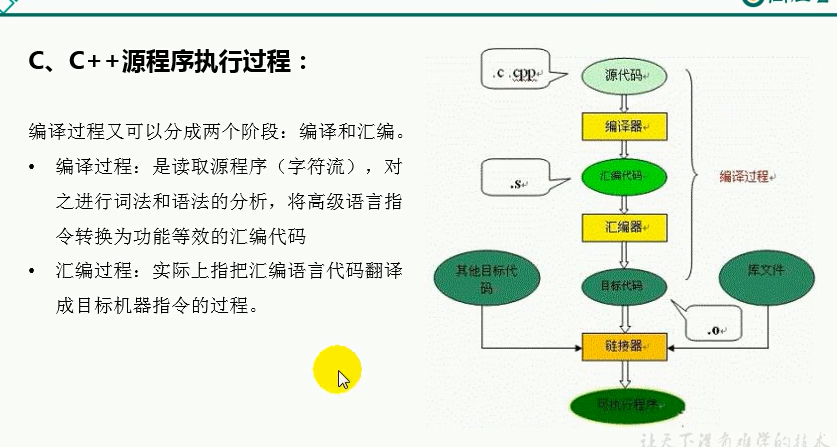 C、C++源程序执行过程：
编译过程又可以分成两个阶段：编译和汇编。
• 编译过程：是读取源程序（字符流），对
之进行词法和语法的分析，将高级语言指
令转换为功能等效的汇编代码
• 汇编过程：实际上指把汇编语言代码翻译
成目标机器指令的过程。
.c .cpp
源代码
编译器
.s
汇编代码
编译过程
汇编器
其他目标代
码
目标代码
库文件
.o
链接器
可执行程序
让天下没有难学的技术